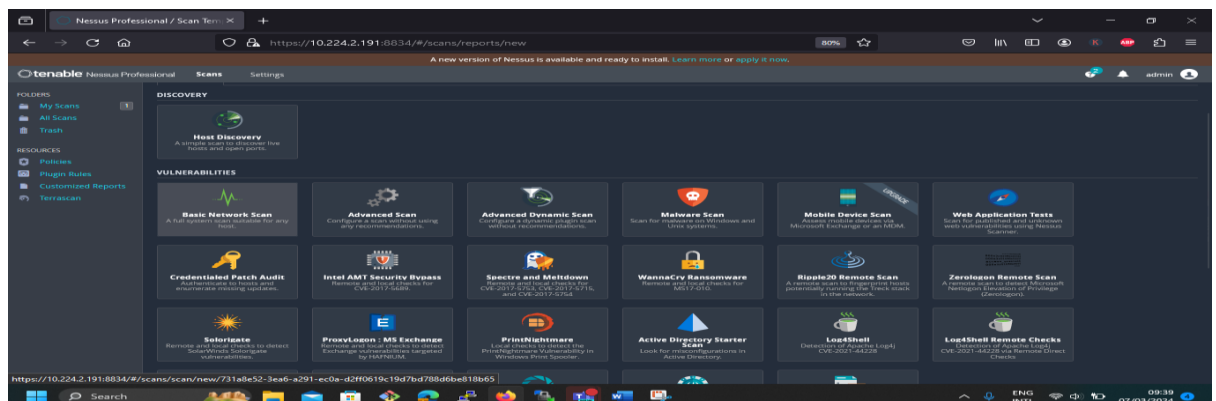 Nessus Professional / Scan Tem
https://10.224.2.191:8834/#/scans/reports/new
80%
A new version of Nessus is available and ready to install. Learn more or apply it now.
tenable Nessus Professional Scans Settings
admin
FOLDERS
My Scans 1
All Scans
Trash
RESOURCES
Policies
Plugin Rules
Customized Reports
Terrascan
DISCOVERY
Host Discovery
A simple scan to discover live
hosts and open ports.
VULNERABILITIES
Basic Network Scan
A full system scan suitable for any
host.
Advanced Scan
Configure a scan without using
any recommendations.
Advanced Dynamic Scan
Configure a dynamic plugin scan
without recommendations.
Malware Scan
Scan for malware on Windows and
Unix systems.
UPGRADE
Mobile Device Scan
Assess mobile devices via
Microsoft Exchange or an MDM.
Web Application Tests
Scan for published and unknown
web vulnerabilities using Nessus
Scanner.
Credentialed Patch Audit
Authenticate to hosts and
enumerate missing updates.
Intel AMT Security Bypass
Remote and local checks for
CVE-2017-5689.
Spectre and Meltdown
Remote and local checks for
CVE-2017-5753, CVE-2017-5715,
and CVE-2017-5754
WannaCry Ransomware
Remote and local checks for
MS17-010.
Ripple20 Remote Scan
A remote scan to fingerprint hosts
potentially running the Treck stack
in the network.
Zerologon Remote Scan
A remote scan to detect Microsoft
Netlogon Elevation of Privilege
(Zerologon).
Solorigate
Remote and local checks to detect
SolarWinds Solorigate
vulnerabilities.
ProxyLogon : MS Exchange
Remote and local checks to detect
Exchange vulnerabilities targeted
by HAFNIUM.
PrintNightmare
Local checks to detect the
PrintNightmare Vulnerability in
Windows Print Spooler.
Active Directory Starter
Scan
Look for misconfigurations in
Active Directory.
Log4Shell
Detection of Apache Log4j
CVE-2021-44228
Log4Shell Remote Checks
Detection of Apache Log4j
CVE-2021-44228 via Remote Direct
Checks
https://10.224.2.191:8834/#/scans/scan/new/731a8e52-3ea6-a291-ec0a-d2ff0619c19d7bd788d6be818b65
Search
ENG
09:39
07/03/2024